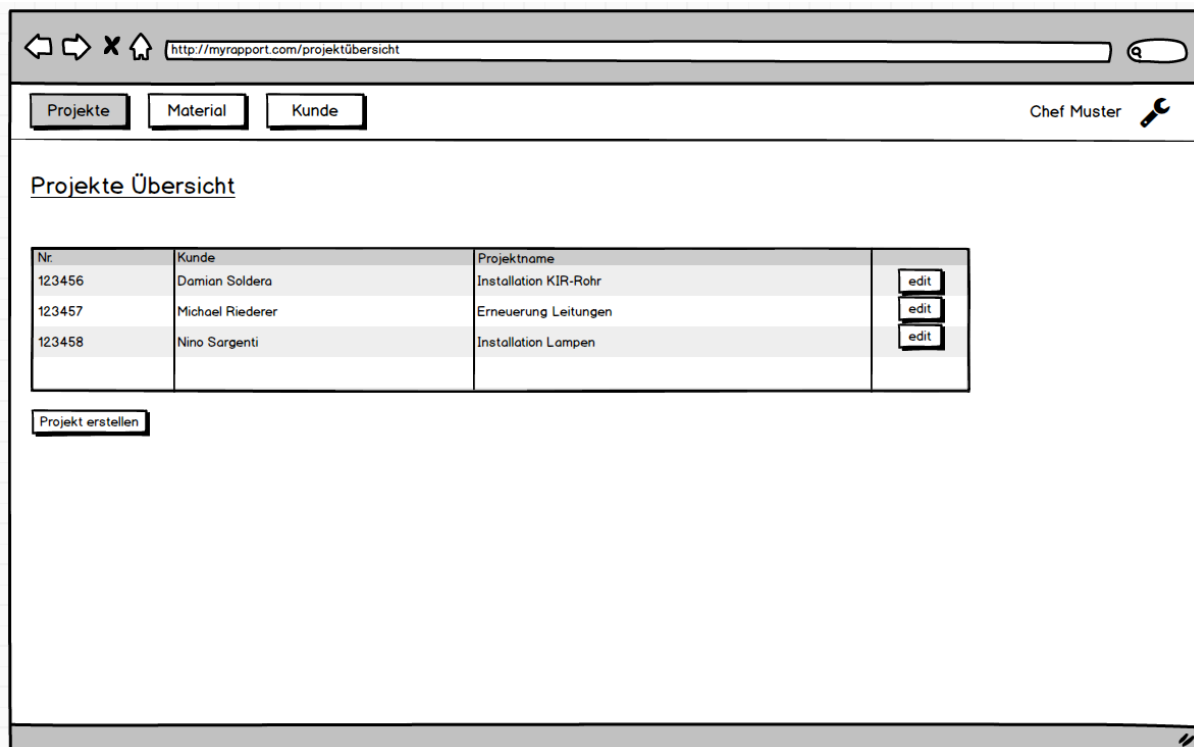 http://myrapport.com/projektübersicht
Projekte Material Kunde Chef Muster
Projekte Übersicht
Nr. Kunde Projektname
123456 Damian Soldera Installation KIR-Rohr edit
123457 Michael Riederer Erneuerung Leitungen edit
123458 Nino Sargenti Installation Lampen edit
Projekt erstellen